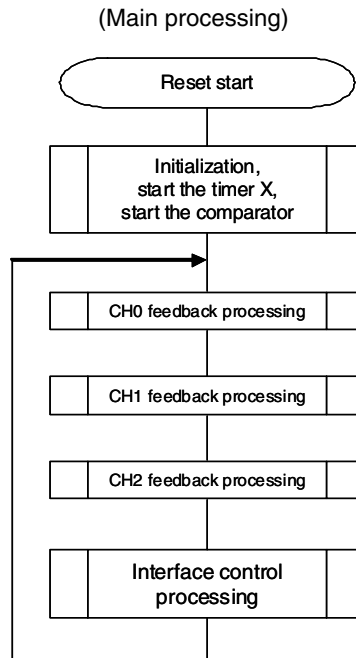 (Main processing)
Reset start
Initialization,
start the timer X,
start the comparator
CH0 feedback processing
CH1 feedback processing
CH2 feedback processing
Interface control
processing